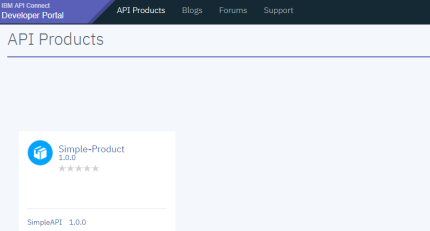 IBM API Connect
Developer Portal
API Products Blogs Forums Support
API Products
Simple-Product
1.0.0
SimpleAPI 1.0.0